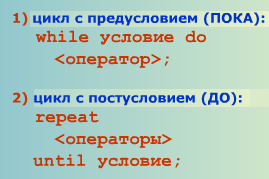 1) цикл с предусловием (ПОКА):
while условие do
<оператор>;
2) цикл с постусловием (ДО):
repeat
<операторы>
until условие;